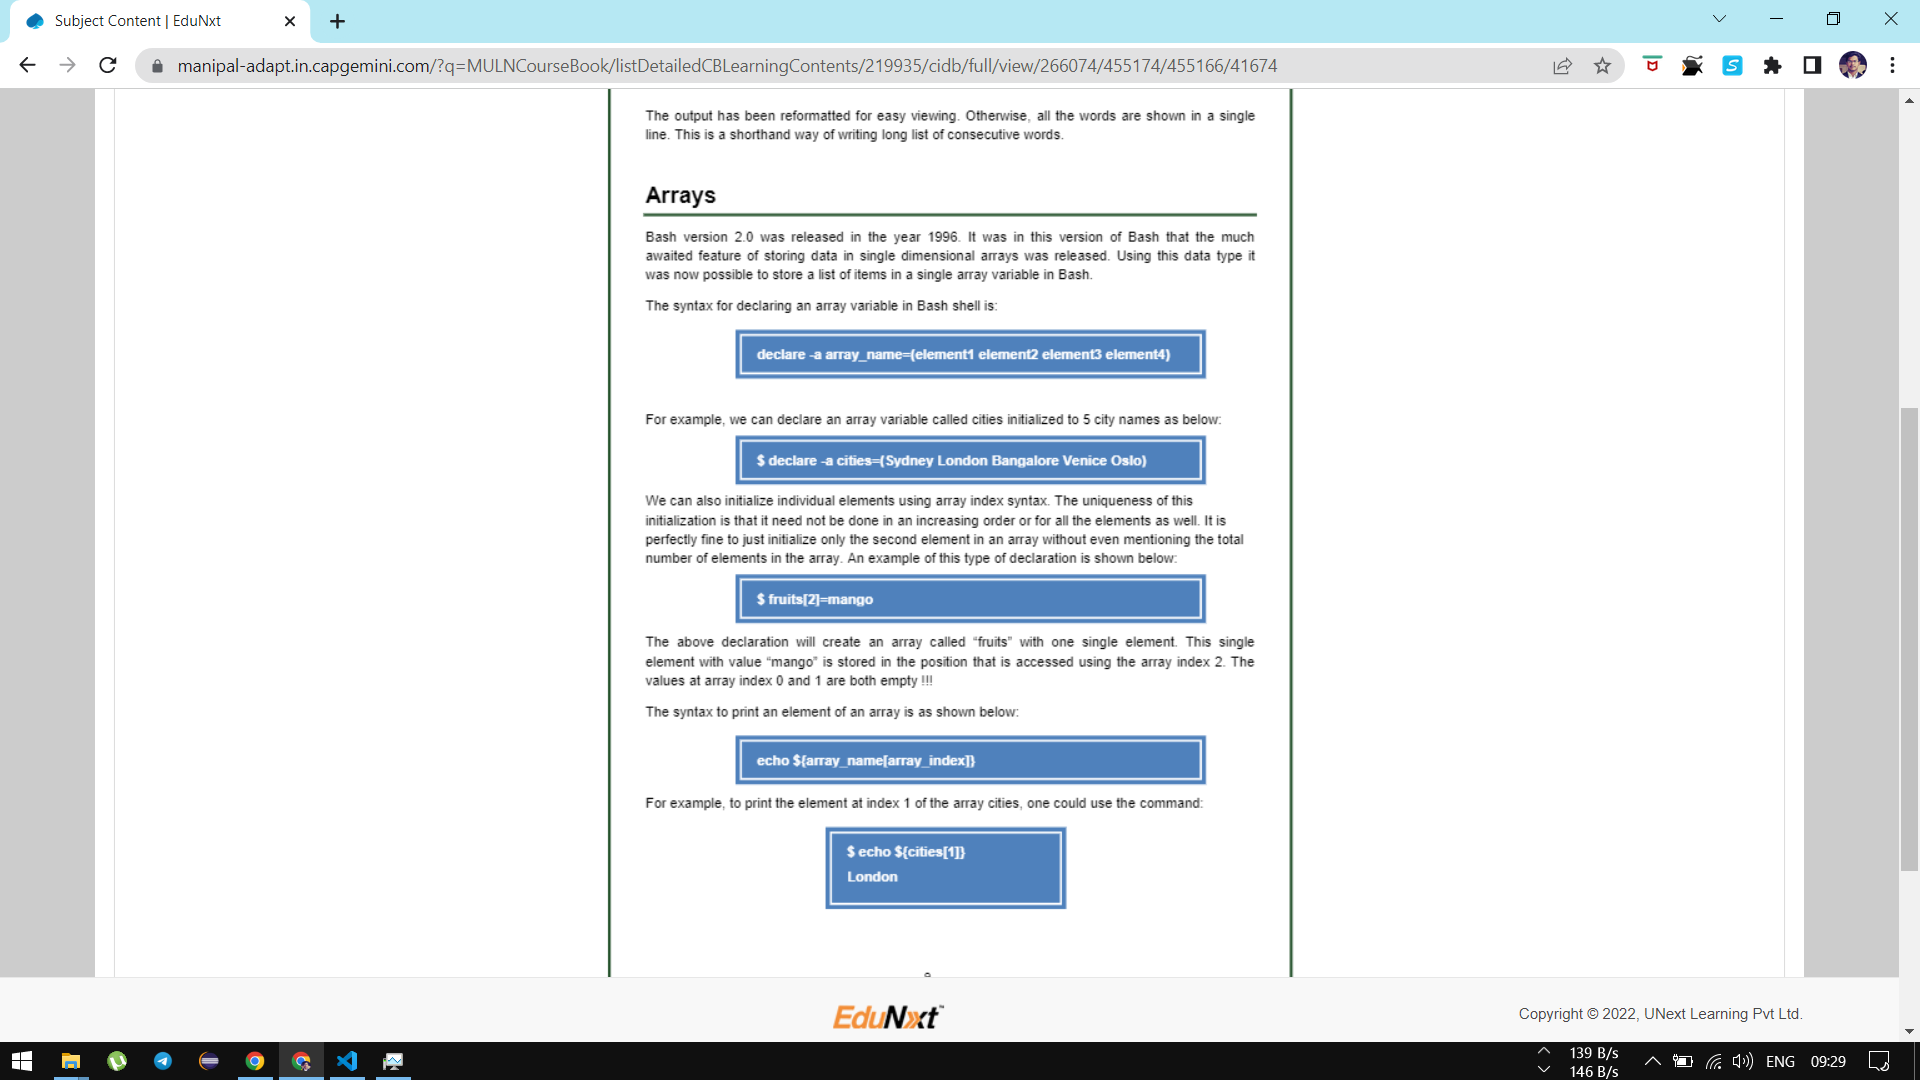 Subject Content | EduNxt
manipal-adapt.in.capgemini.com/?q=MULNCourseBook/listDetailedCBLearningContents/219935/cidb/full/view/266074/455174/455166/41674
The output has been reformatted for easy viewing. Otherwise, all the words are shown in a single
line. This is a shorthand way of writing long list of consecutive words.
Arrays
Bash version 2.0 was released in the year 1996. It was in this version of Bash that the much
awaited feature of storing data in single dimensional arrays was released. Using this data type it
was now possible to store a list of items in a single array variable in Bash.
The syntax for declaring an array variable in Bash shell is:
declare -a array_name=(element1 element2 element3 element4)
For example, we can declare an array variable called cities initialized to 5 city names as below:
$ declare -a cities=(Sydney London Bangalore Venice Oslo)
We can also initialize individual elements using array index syntax. The uniqueness of this
initialization is that it need not be done in an increasing order or for all the elements as well. It is
perfectly fine to just initialize only the second element in an array without even mentioning the total
number of elements in the array. An example of this type of declaration is shown below:
$ fruits[2]=mango
The above declaration will create an array called “fruits” with one single element. This single
element with value “mango” is stored in the position that is accessed using the array index 2. The
values at array index 0 and 1 are both empty !!!
The syntax to print an element of an array is as shown below:
echo ${array_name[array_index]}
For example, to print the element at index 1 of the array cities, one could use the command:
$ echo ${cities[1]}
London
EduNxt™
Copyright © 2022, UNext Learning Pvt Ltd.
139 B/s
146 B/s
ENG
09:29